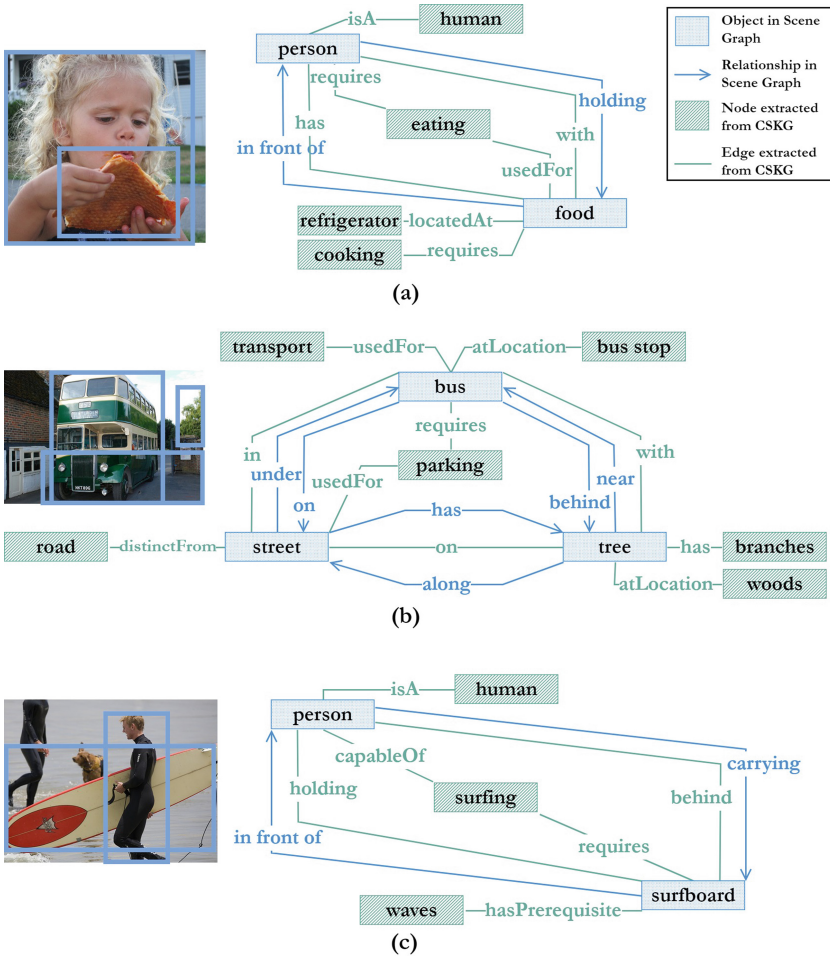 isA
human
person
requires
holding
has
eating
with
in front of
usedFor
refrigerator
locatedAt
food
cooking
requires
Object in Scene
Graph
Relationship in
Scene Graph
Node extracted
from CSKG
Edge extracted
from CSKG
(a)
transport
usedFor
atLocation
bus stop
bus
requires
in
under
usedFor
parking
with
near
on
behind
has
road
distinctFrom
street
on
tree
has
branches
along
atLocation
woods
(b)
isA
human
person
capableOf
carrying
holding
surfing
behind
in front of
requires
surfboard
waves
hasPrerequisite
(c)